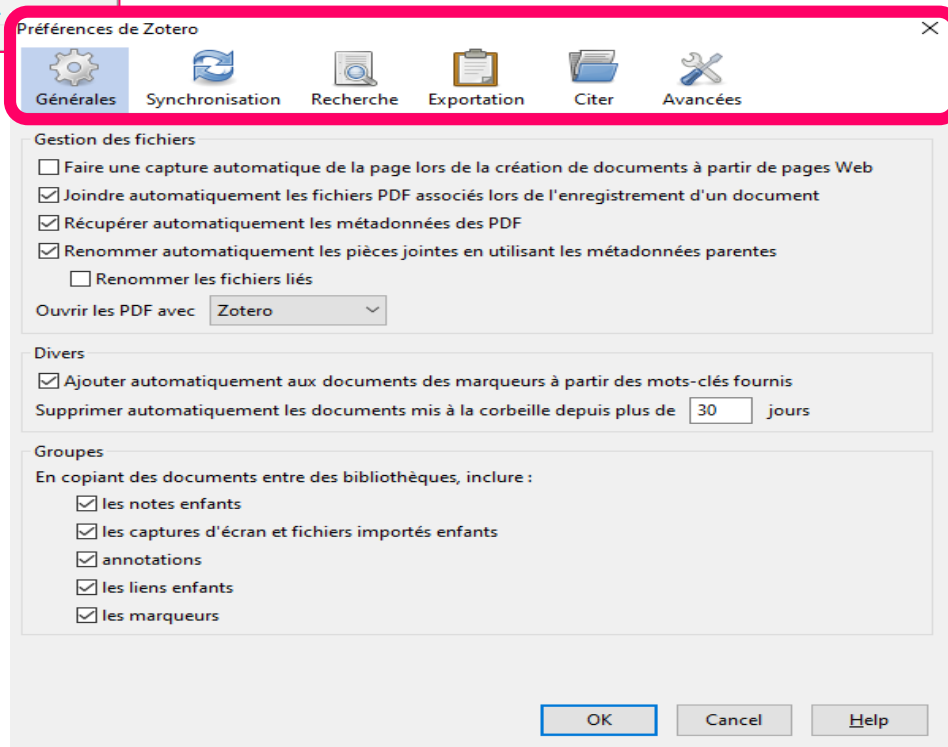 Préférences de Zotero
Générales Synchronisation Recherche Exportation Citer Avancées
Gestion des fichiers
Faire une capture automatique de la page lors de la création de documents à partir de pages Web
Joindre automatiquement les fichiers PDF associés lors de l'enregistrement d'un document
Récupérer automatiquement les métadonnées des PDF
Renommer automatiquement les pièces jointes en utilisant les métadonnées parentes
Renommer les fichiers liés
Ouvrir les PDF avec Zotero
Divers
Ajouter automatiquement aux documents des marqueurs à partir des mots-clés fournis
Supprimer automatiquement les documents mis à la corbeille depuis plus de 30 jours
Groupes
En copiant des documents entre des bibliothèques, inclure :
les notes enfants
les captures d'écran et fichiers importés enfants
annotations
les liens enfants
les marqueurs
OK Cancel Help